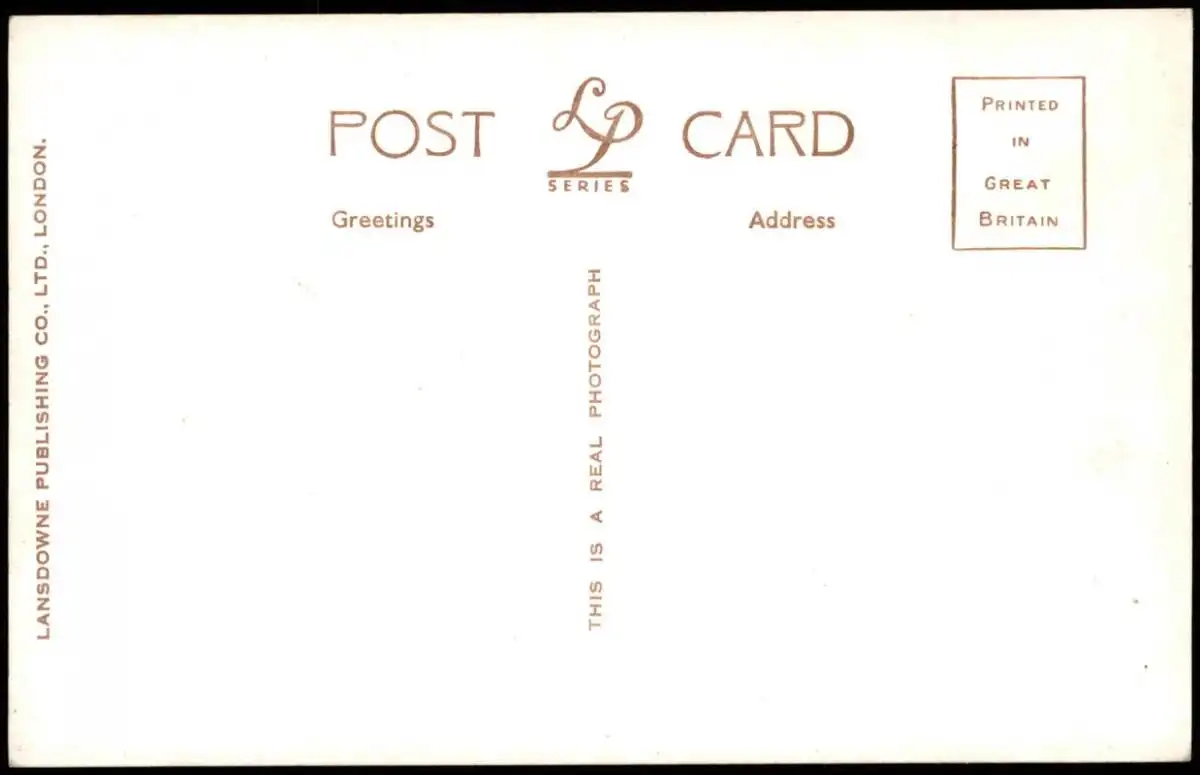 POST LP CARD
SERIES
Greetings
Address
PRINTED
IN
GREAT
BRITAIN
LANSDOWNE PUBLISHING CO., LTD., LONDON.
THIS IS A REAL PHOTOGRAPH